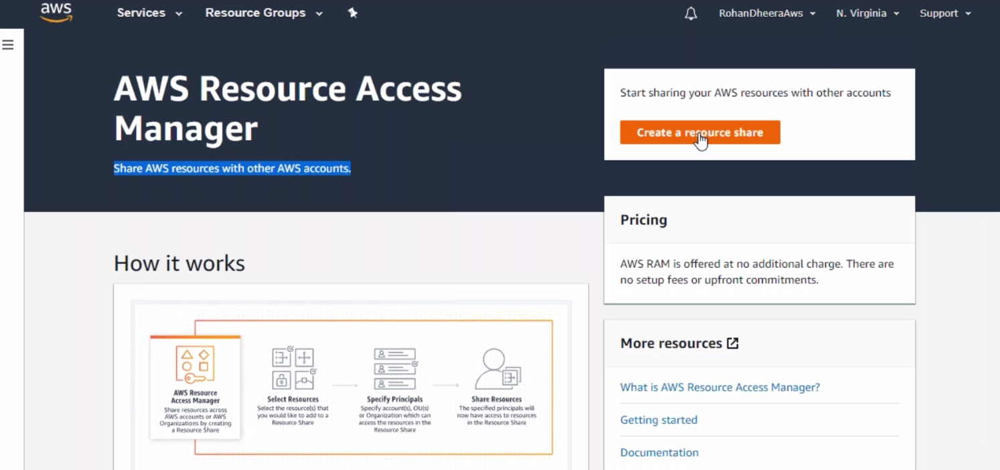 aws
Services
Resource Groups
RohanDheeraAws
N. Virginia
Support
AWS Resource Access
Manager
Share AWS resources with other AWS accounts.
Start sharing your AWS resources with other accounts
Create a resource share
Pricing
AWS RAM is offered at no additional charge. There are
no setup fees or upfront commitments.
How it works
AWS Resource
Access Manager
Share resources across
AWS accounts or AWS
Organizations by creating
a Resource Share
Select Resources
Select the resource(s) that
you would like to add to a
Resource Share
Specify Principals
Specify account(s), OU(s)
or Organization which can
access the resources in the
Resource Share
Share Resources
The specified principals will
now have access to resources
in the Resource Share
More resources
What is AWS Resource Access Manager?
Getting started
Documentation